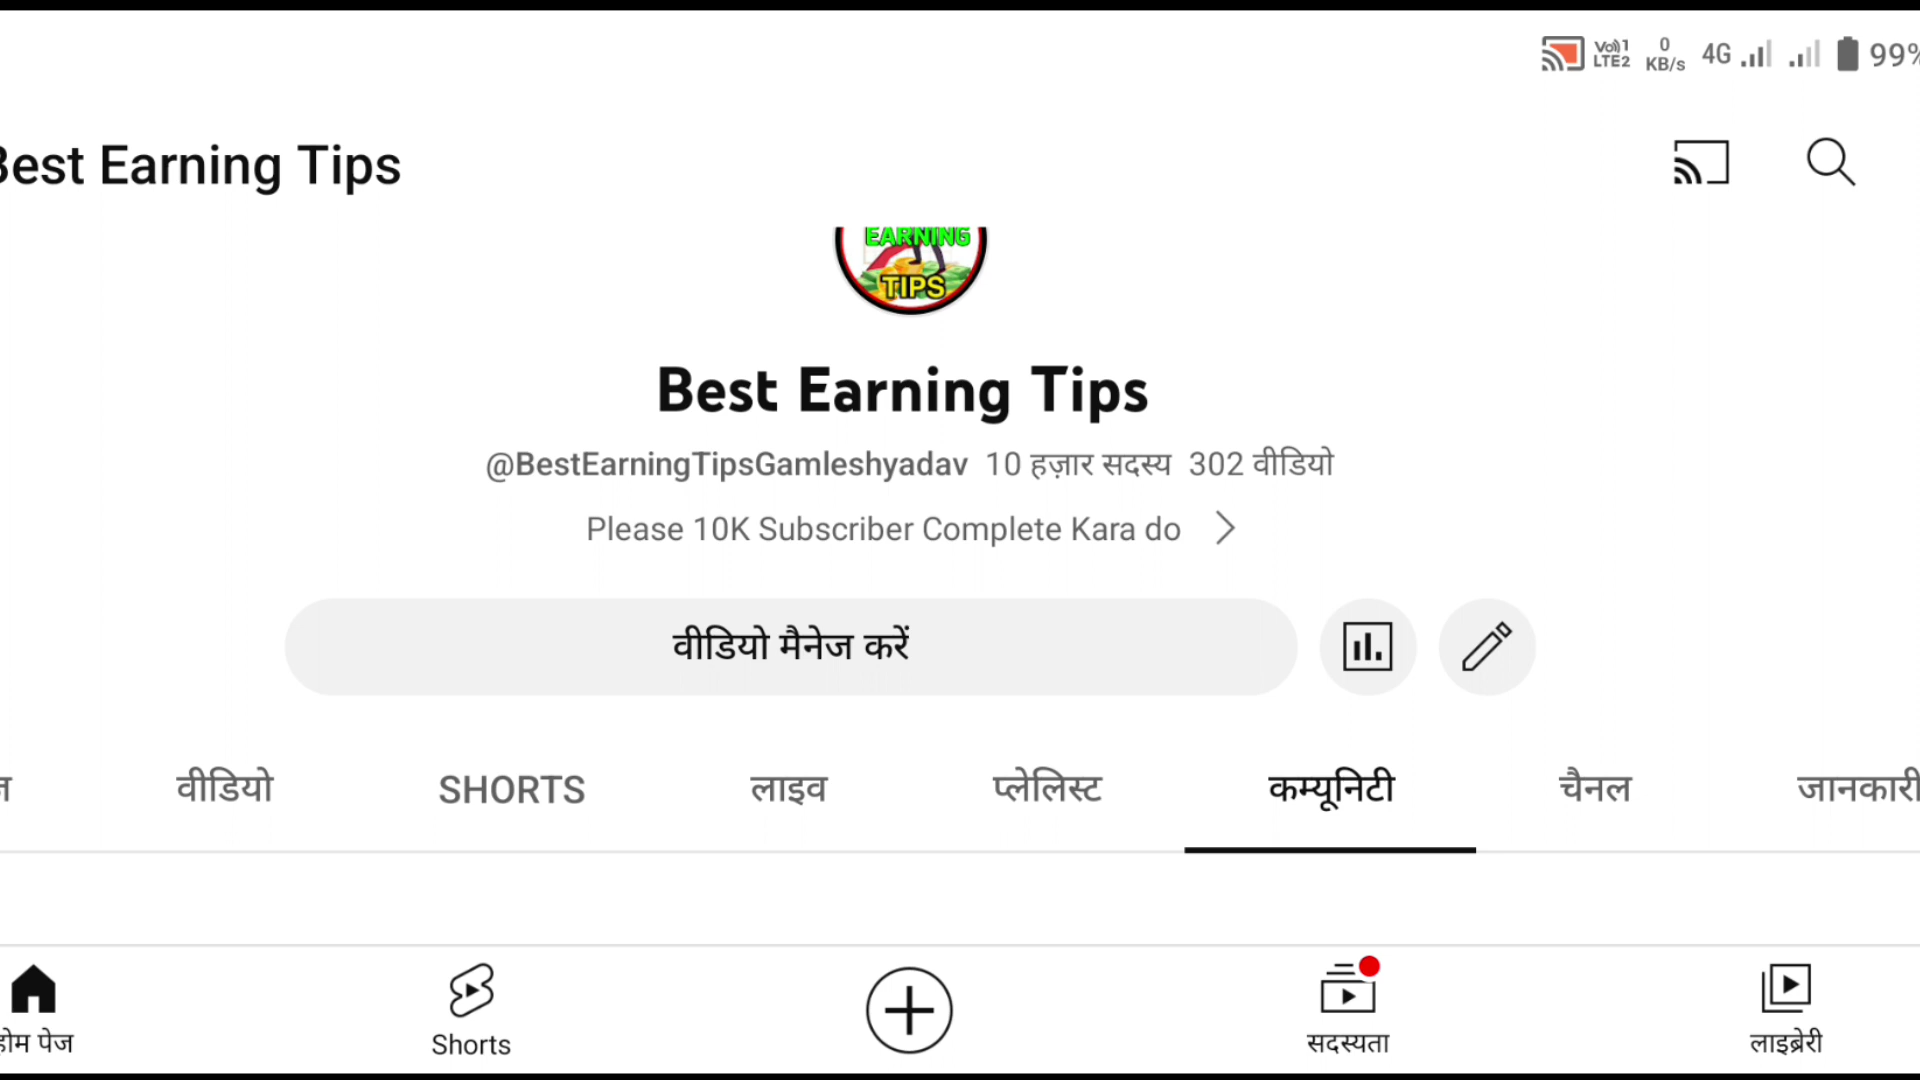 Vo)) 1 0
LTE2 KB/s 4G 99%
Best Earning Tips
EARNING
TIPS
Best Earning Tips
@BestEarningTipsGamleshyadav 10 हज़ार सदस्य 302 वीडियो
Please 10K Subscriber Complete Kara do
वीडियो मैनेज करें
वीडियो SHORTS लाइव प्लेलिस्ट कम्यूनिटी चैनल जानकारी
होम पेज Shorts सदस्यता लाइब्रेरी